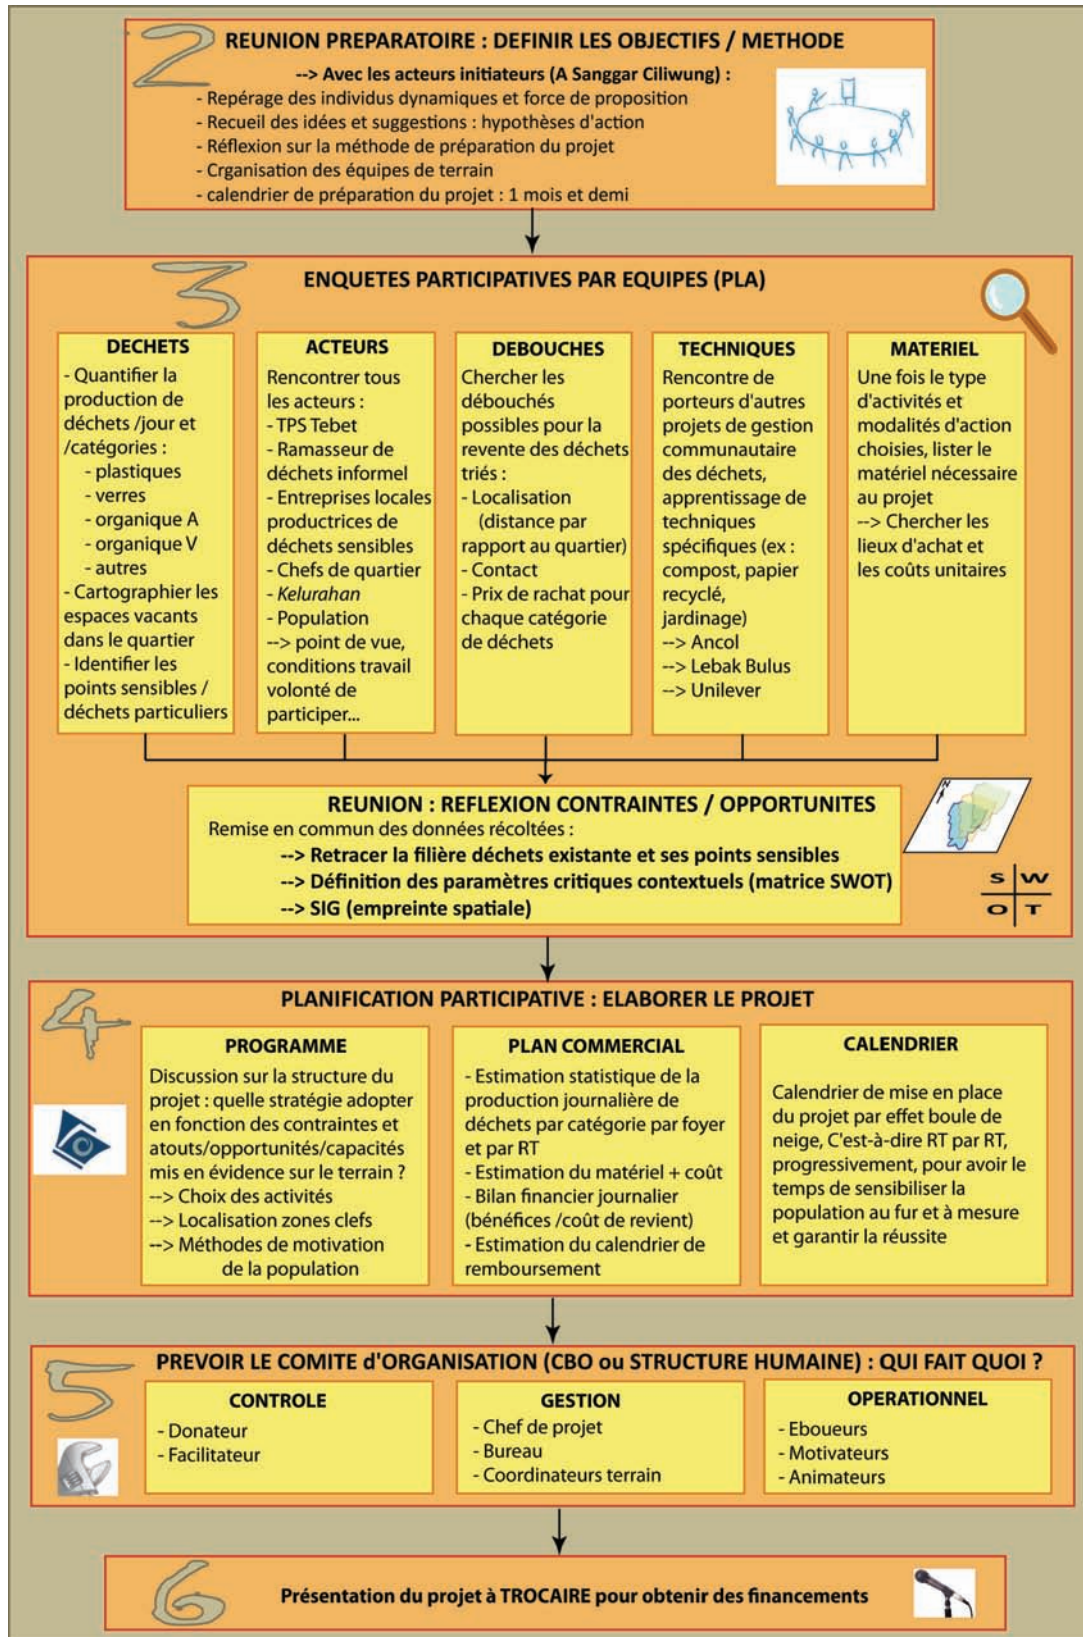 2
REUNION PREPARATOIRE : DEFINIR LES OBJECTIFS / METHODE
--> Avec les acteurs initiateurs (A Sanggar Ciliwung) :
- Repérage des individus dynamiques et force de proposition
- Recueil des idées et suggestions : hypothèses d'action
- Réflexion sur la méthode de préparation du projet
- Crganisation des équipes de terrain
- calendrier de préparation du projet : 1 mois et demi
3
ENQUETES PARTICIPATIVES PAR EQUIPES (PLA)
DECHETS
- Quantifier la
production de
déchets /jour et
/catégories :
- plastiques
- verres
- organique A
- organique V
- autres
- Cartographier les
espaces vacants
dans le quartier
- Identifier les
points sensibles /
déchets particuliers
ACTEURS
Rencontrer tous
les acteurs :
- TPS Tebet
- Ramasseur de
déchets informel
- Entreprises locales
productrices de
déchets sensibles
- Chefs de quartier
- Kelurahan
- Population
--> point de vue,
conditions travail
volonté de
participer...
DEBOUCHES
Chercher les
débouchés
possibles pour la
revente des déchets
triés :
- Localisation
(distance par
rapport au quartier)
- Contact
- Prix de rachat pour
chaque catégorie
de déchets
TECHNIQUES
Rencontre de
porteurs d'autres
projets de gestion
communautaire
des déchets,
apprentissage de
techniques
spécifiques (ex :
compost, papier
recyclé,
jardinage)
--> Ancol
--> Lebak Bulus
--> Unilever
MATERIEL
Une fois le type
d'activités et
modalités d'action
choisies, lister le
matériel nécessaire
au projet
--> Chercher les
lieux d'achat et
les coûts unitaires
REUNION : REFLEXION CONTRAINTES / OPPORTUNITES
Remise en commun des données récoltées :
--> Retracer la filière déchets existante et ses points sensibles
--> Définition des paramètres critiques contextuels (matrice SWOT)
--> SIG (empreinte spatiale)
N
S W
O T
4
PLANIFICATION PARTICIPATIVE : ELABORER LE PROJET
PROGRAMME
Discussion sur la structure du
projet : quelle stratégie adopter
en fonction des contraintes et
atouts/opportunités/capacités
mis en évidence sur le terrain ?
--> Choix des activités
--> Localisation zones clefs
--> Méthodes de motivation
de la population
PLAN COMMERCIAL
- Estimation statistique de la
production journalière de
déchets par catégorie par foyer
et par RT
- Estimation du matériel + coût
- Bilan financier journalier
(bénéfices /coût de revient)
- Estimation du calendrier de
remboursement
CALENDRIER
Calendrier de mise en place
du projet par effet boule de
neige, C'est-à-dire RT par RT,
progressivement, pour avoir le
temps de sensibiliser la
population au fur et à mesure
et garantir la réussite
5
PREVOIR LE COMITE d'ORGANISATION (CBO ou STRUCTURE HUMAINE) : QUI FAIT QUOI ?
CONTROLE
- Donateur
- Facilitateur
GESTION
- Chef de projet
- Bureau
- Coordinateurs terrain
OPERATIONNEL
- Eboueurs
- Motivateurs
- Animateurs
6
Présentation du projet à TROCAIRE pour obtenir des financements